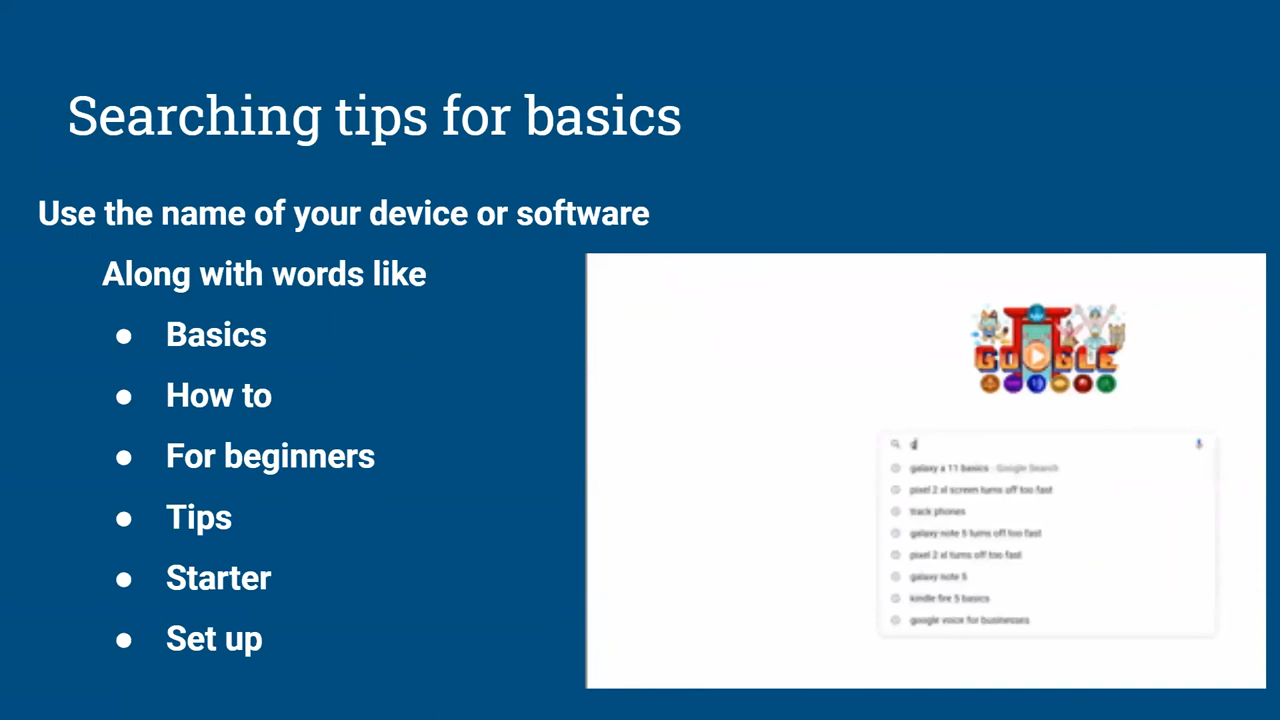 Searching tips for basics
Use the name of your device or software
Along with words like
● Basics
● How to
● For beginners
● Tips
● Starter
● Set up
GOOGLE
g
galaxy a 11 basics - Google Search
pixel 2 xl screen turns off too fast
track phones
galaxy note 5 turns off too fast
pixel 2 xl turns off too fast
galaxy note 5
kindle fire 5 basics
google voice for businesses